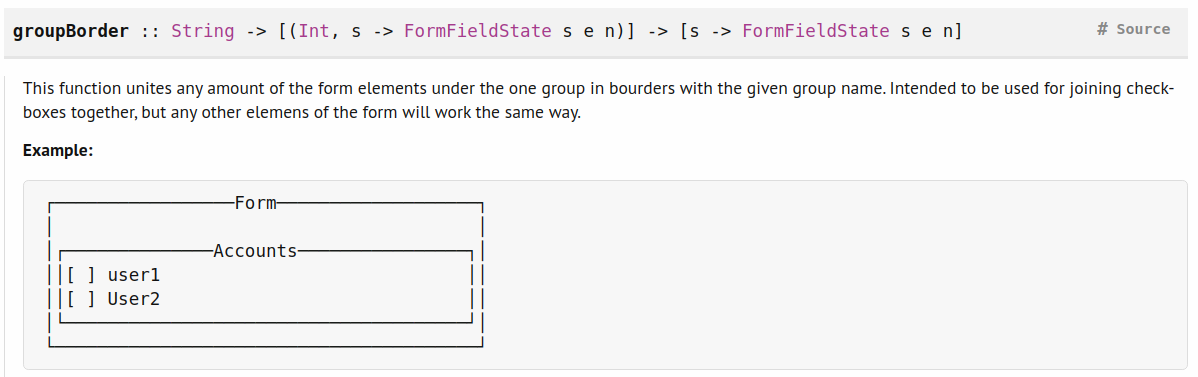 groupBorder :: String -> [(Int, s -> FormFieldState s e n)] -> [s -> FormFieldState s e n] # Source
This function unites any amount of the form elements under the one group in bourders with the given group name. Intended to be used for joining check-
boxes together, but any other elemens of the form will work the same way.
Example:
┌─────────────────Form───────────────────┐
│                                        │
│┌──────────────Accounts────────────────┐│
││[ ] user1                             ││
││[ ] User2                             ││
│└──────────────────────────────────────┘│
└────────────────────────────────────────┘